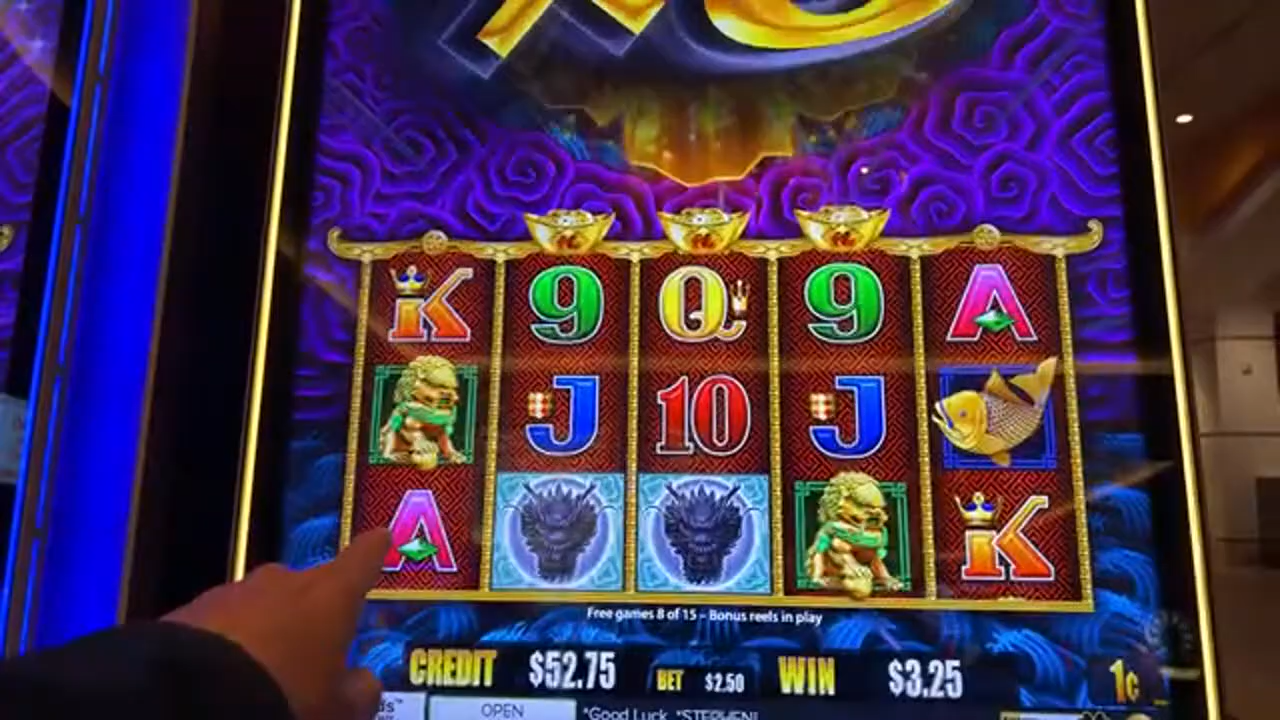 K 9 Q 9 A
J 10 J
A K
Free games 8 of 15 – Bonus reels in play
CREDIT $52.75 BET $2.50 WIN $3.25 1¢
OPEN *Good Luck, *STEPHEN!